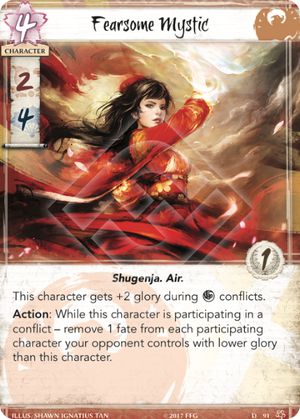 Fearsome Mystic
4
CHARACTER
2
4
1
Shugenja. Air.
This character gets +2 glory during conflicts.
Action: While this character is participating in a
conflict – remove 1 fate from each participating
character your opponent controls with lower glory
than this character.
ILLUS: SHAWN IGNATIUS TAN ©2017 FFG D 91